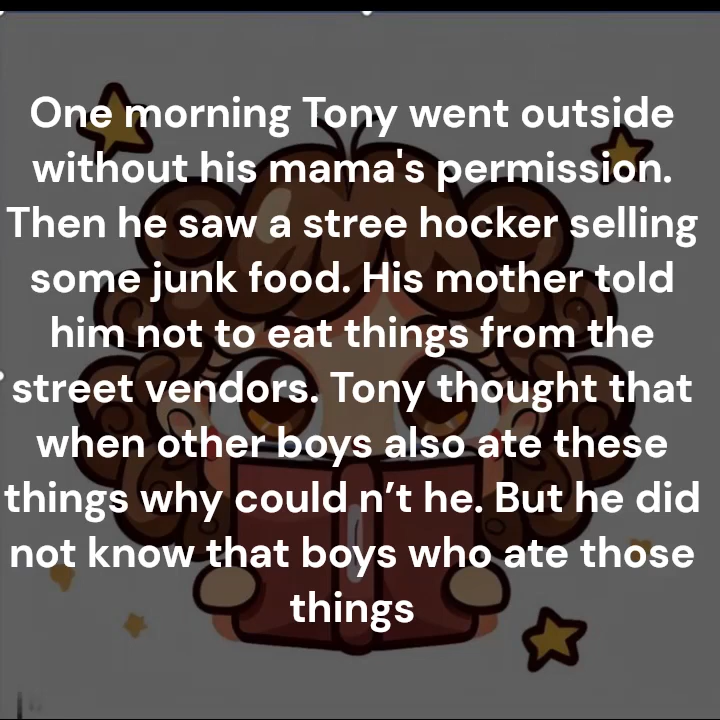 One morning Tony went outside
without his mama's permission.
Then he saw a stree hocker selling
some junk food. His mother told
him not to eat things from the
street vendors. Tony thought that
when other boys also ate these
things why could n’t he. But he did
not know that boys who ate those
things